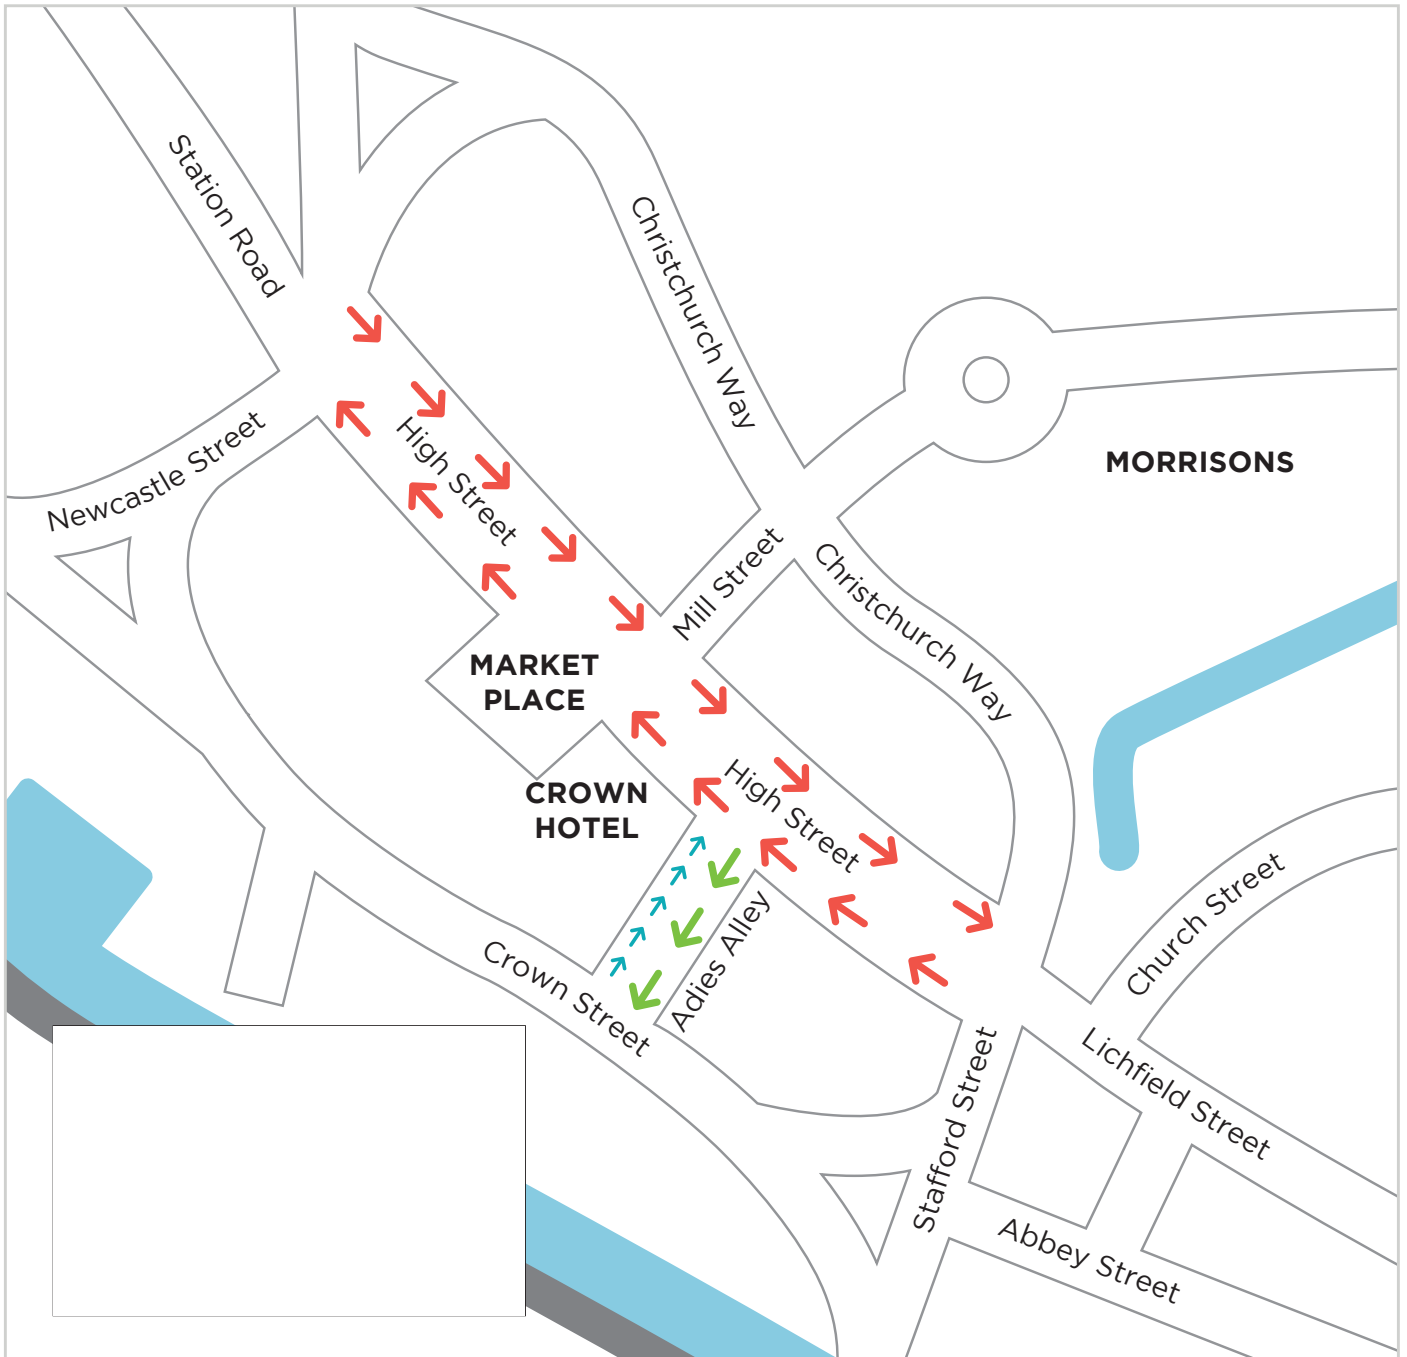 Station Road
Christchurch Way
Newcastle Street
High Street
MORRISONS
Mill Street
Christchurch Way
MARKET
PLACE
CROWN
HOTEL
High Street
Adies Alley
Church Street
Crown Street
Lichfield Street
Stafford Street
Abbey Street